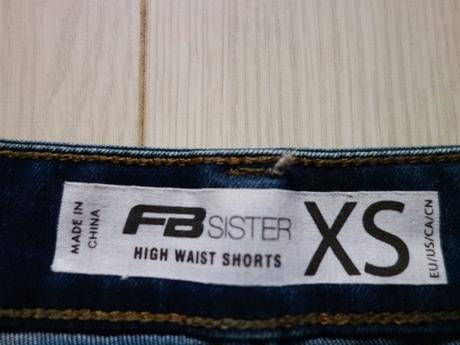 MADE IN
CHINA
FB SISTER
HIGH WAIST SHORTS
XS
EU/US/CA/CN